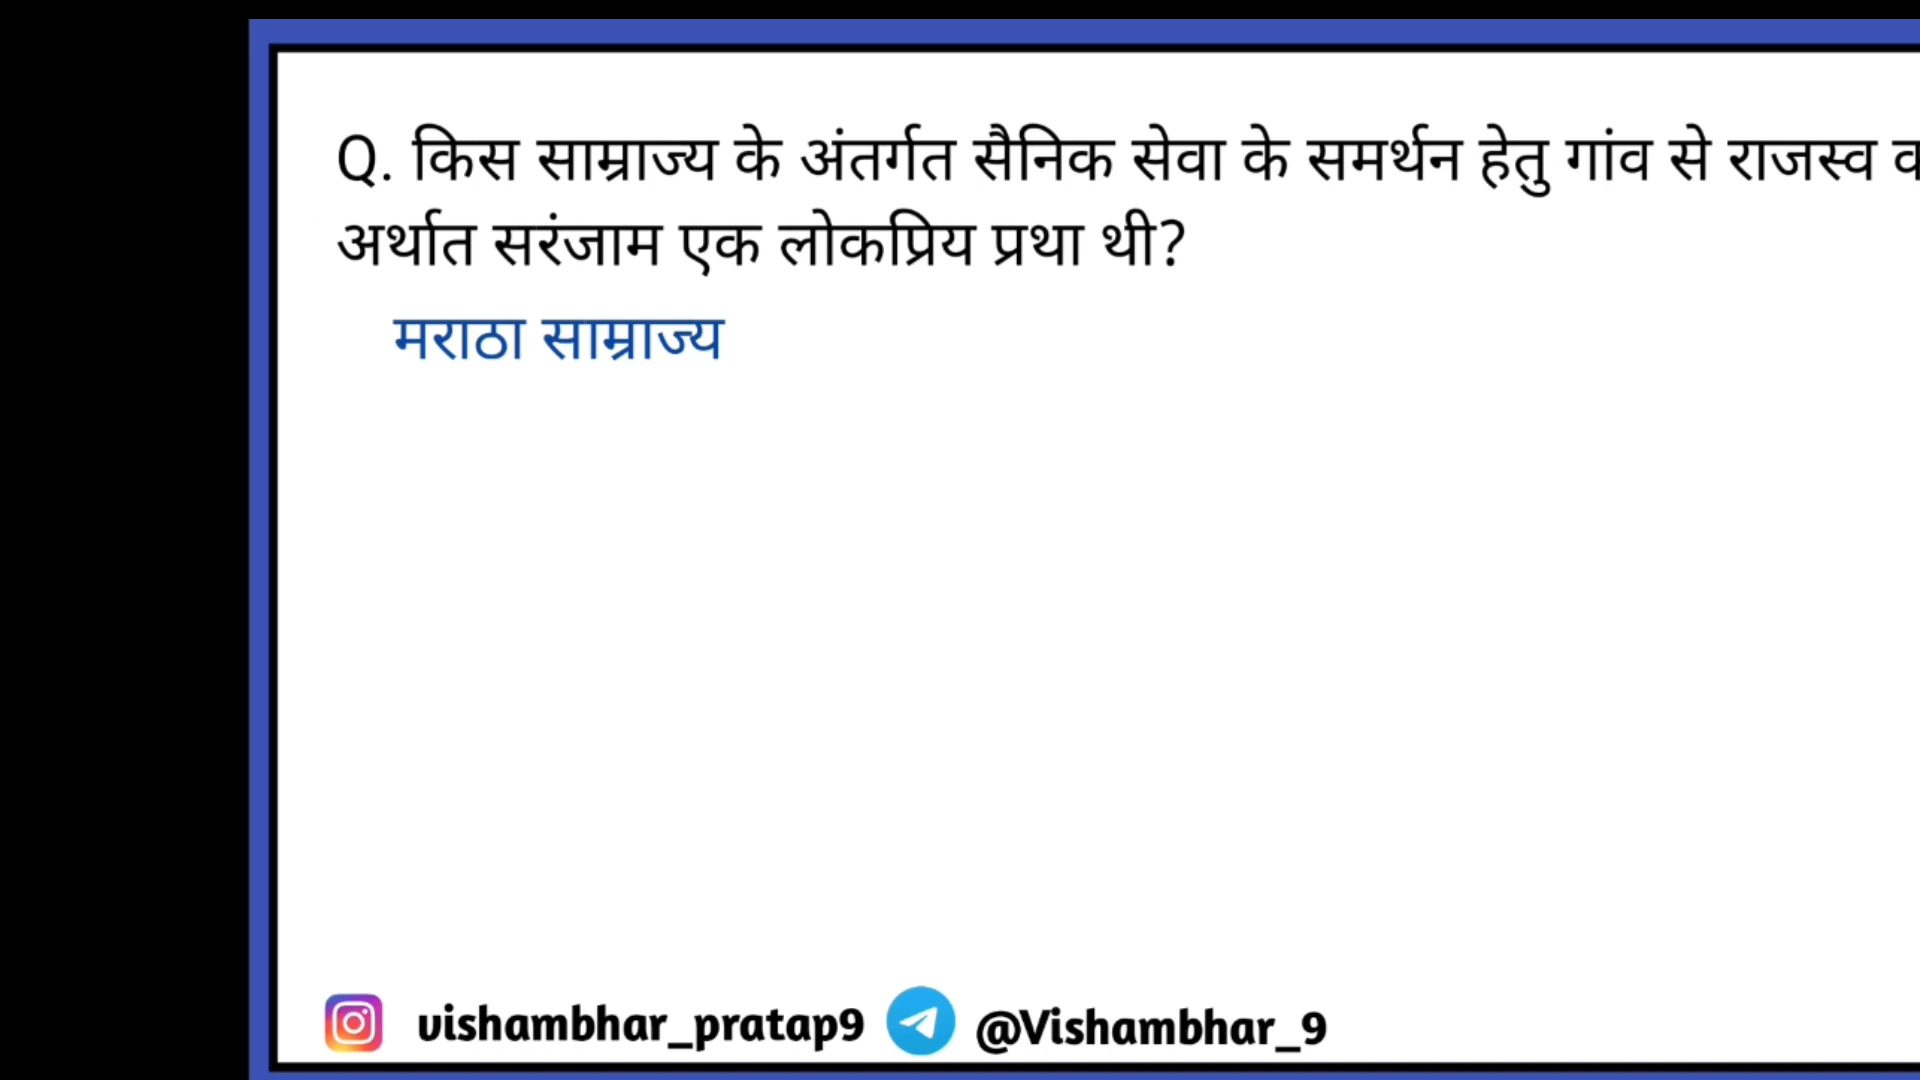 Q. किस साम्राज्य के अंतर्गत सैनिक सेवा के समर्थन हेतु गांव से राजस्व
अर्थात सरंजाम एक लोकप्रिय प्रथा थी?
मराठा साम्राज्य
vishambhar_pratap9 @Vishambhar_9